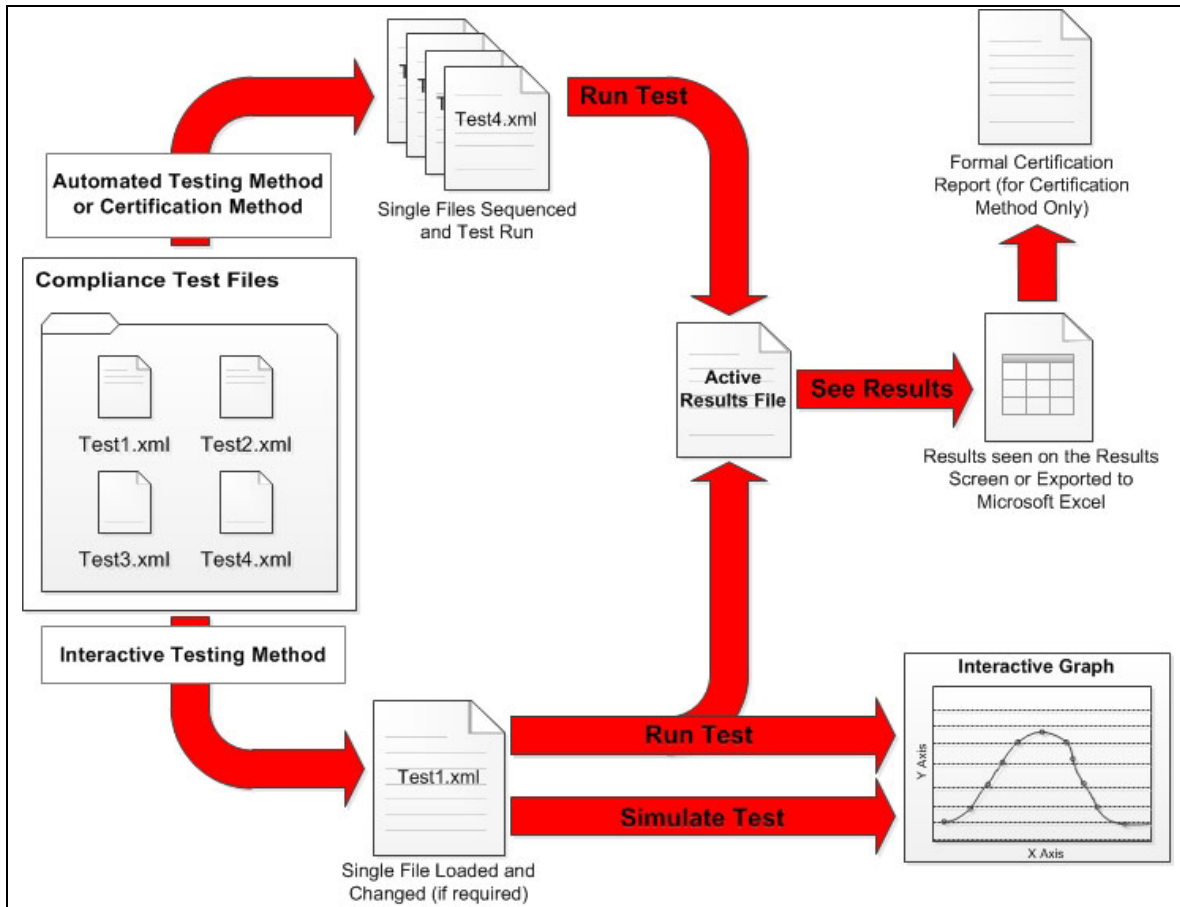 Automated Testing Method
or Certification Method
T
T
T
Test4.xml
Single Files Sequenced
and Test Run
Run Test
Formal Certification
Report (for Certification
Method Only)
Compliance Test Files
Test1.xml
Test2.xml
Test3.xml
Test4.xml
Active
Results File
See Results
Results seen on the Results
Screen or Exported to
Microsoft Excel
Interactive Testing Method
Test1.xml
Single File Loaded and
Changed (if required)
Run Test
Simulate Test
Interactive Graph
Y Axis
X Axis